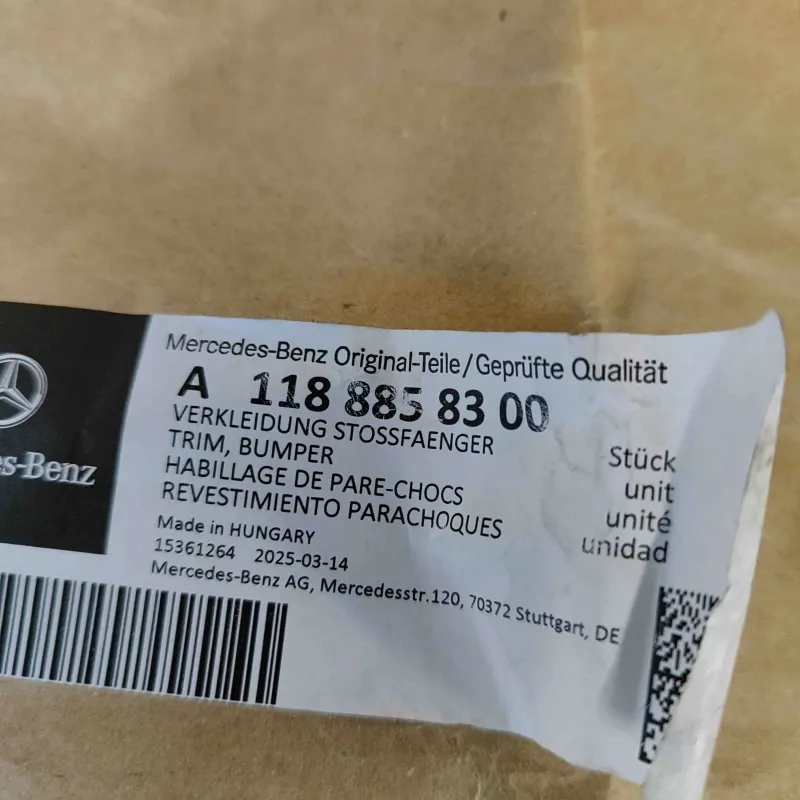 Mercedes-Benz Original-Teile/Geprüfte Qualität
A 118 885 83 00
VERKLEIDUNG STOSSFAENGER
TRIM, BUMPER
HABILLAGE DE PARE-CHOCS
REVESTIMIENTO PARACHOQUES
Stück
unit
unité
unidad
Made in HUNGARY
15361264 2025-03-14
Mercedes-Benz AG, Mercedesstr.120, 70372 Stuttgart, DE
es-Benz